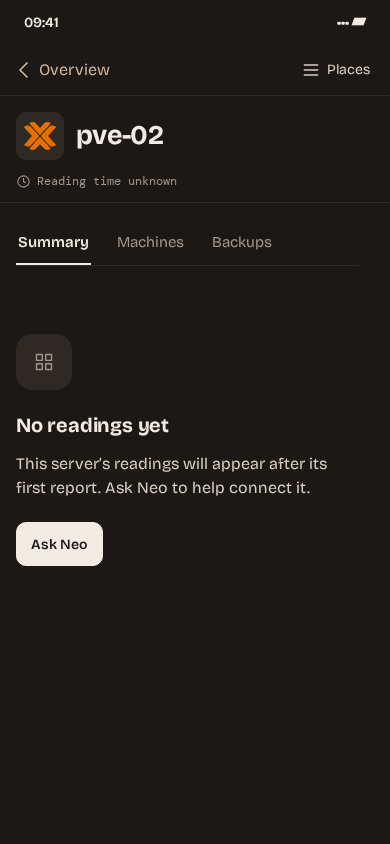 09:41
Overview
Places
pve-02
Reading time unknown
Summary
Machines
Backups
No readings yet
This server's readings will appear after its
first report. Ask Neo to help connect it.
Ask Neo